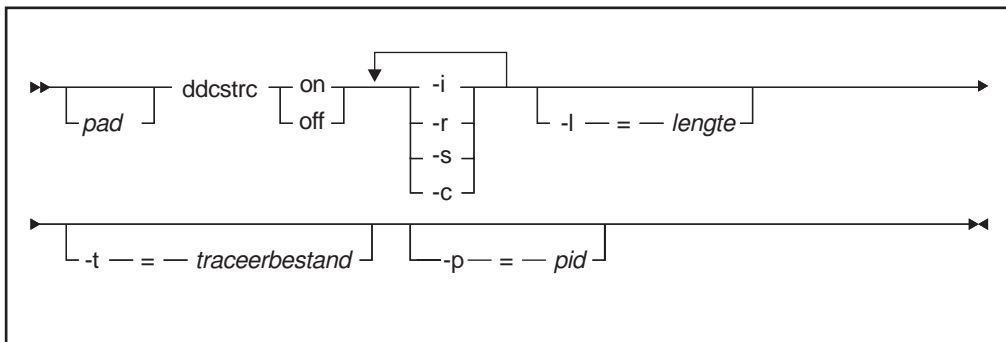 pad ddcstrc on -i -l = lengte
off -r
-s
-c
-t = traceerbestand -p = pid